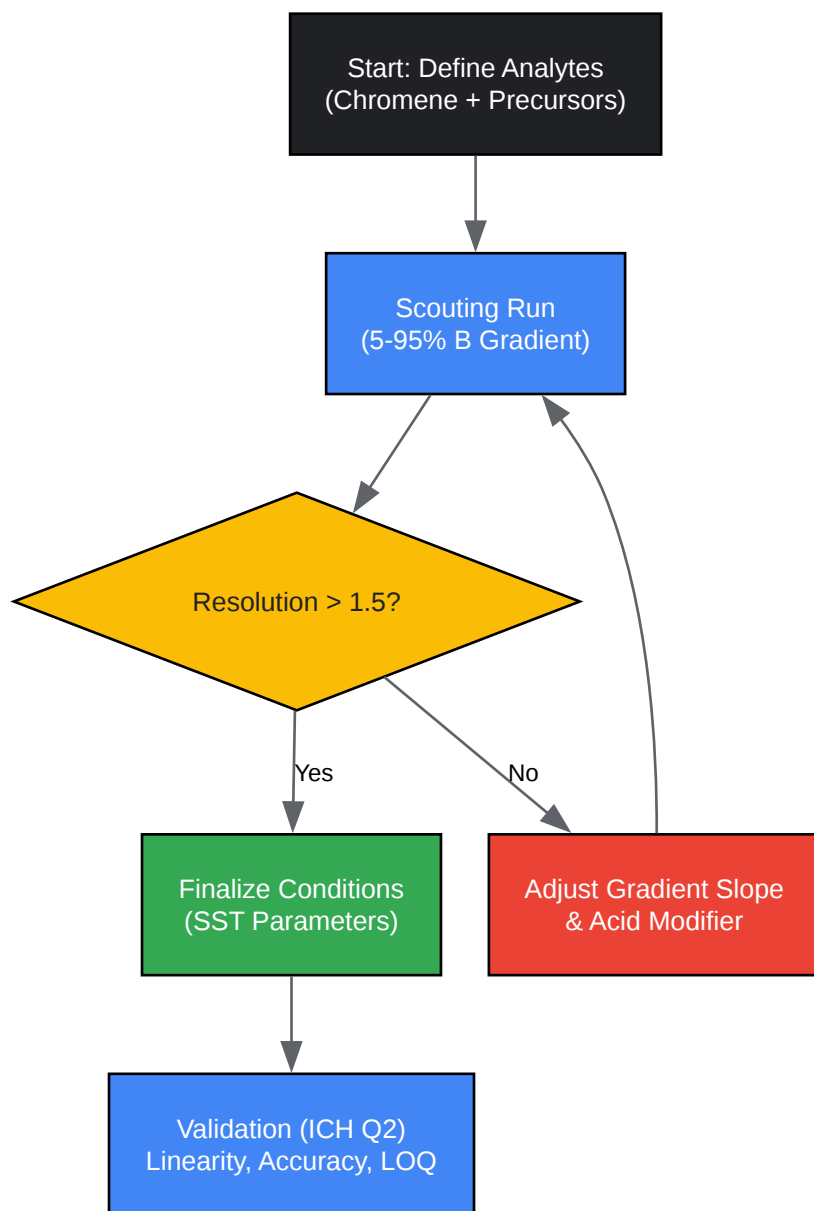 Start: Define Analytes
(Chromene + Precursors)
Scouting Run
(5-95% B Gradient)
Resolution > 1.5?
Yes
No
Finalize Conditions
(SST Parameters)
Adjust Gradient Slope
& Acid Modifier
Validation (ICH Q2)
Linearity, Accuracy, LOQ